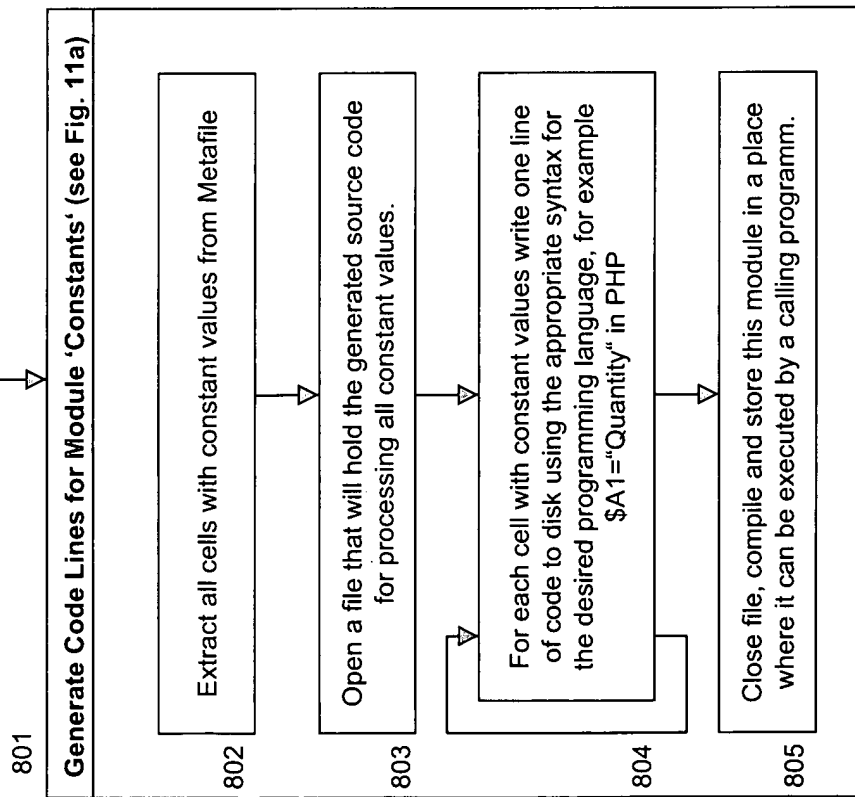 801
Generate Code Lines for Module ‘Constants‘ (see Fig. 11a)
802
Extract all cells with constant values from Metafile
803
Open a file that will hold the generated source code
for processing all constant values.
804
For each cell with constant values write one line
of code to disk using the appropriate syntax for
the desired programming language, for example
$A1=“Quantity“ in PHP
805
Close file, compile and store this module in a place
where it can be executed by a calling programm.